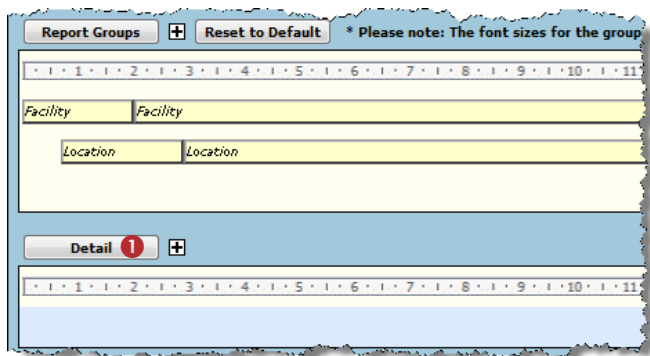 Report Groups + Reset to Default * Please note: The font sizes for the group
1 2 3 4 5 6 7 8 9 10 11
Facility Facility
Location Location
Detail 1 +
1 2 3 4 5 6 7 8 9 10 11